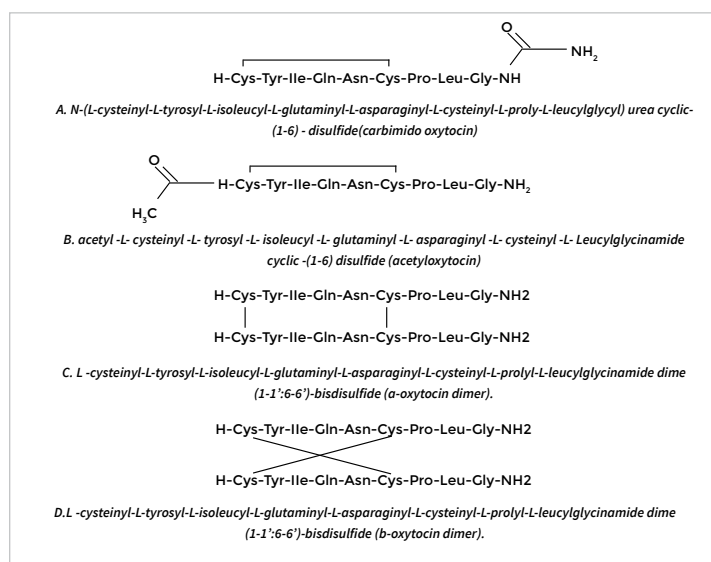 O
NH2
H-Cys-Tyr-IIe-Gln-Asn-Cys-Pro-Leu-Gly-NH
A. N-(L-cysteinyl-L-tyrosyl-L-isoleucyl-L-glutaminyl-L-asparaginyl-L-cysteinyl-L-proly-L-leucylglycyl) urea cyclic-
(1-6) - disulfide(carbimido oxytocin)
O
H-Cys-Tyr-IIe-Gln-Asn-Cys-Pro-Leu-Gly-NH2
H3C
B. acetyl -L- cysteinyl -L- tyrosyl -L- isoleucyl -L- glutaminyl -L- asparaginyl -L- cysteinyl -L- Leucylglycinamide
cyclic -(1-6) disulfide (acetyloxytocin)
H-Cys-Tyr-IIe-Gln-Asn-Cys-Pro-Leu-Gly-NH2
H-Cys-Tyr-IIe-Gln-Asn-Cys-Pro-Leu-Gly-NH2
C. L -cysteinyl-L-tyrosyl-L-isoleucyl-L-glutaminyl-L-asparaginyl-L-cysteinyl-L-prolyl-L-leucylglycinamide dime
(1-1':6-6')-bisdisulfide (a-oxytocin dimer).
H-Cys-Tyr-IIe-Gln-Asn-Cys-Pro-Leu-Gly-NH2
H-Cys-Tyr-IIe-Gln-Asn-Cys-Pro-Leu-Gly-NH2
D.L -cysteinyl-L-tyrosyl-L-isoleucyl-L-glutaminyl-L-asparaginyl-L-cysteinyl-L-prolyl-L-leucylglycinamide dime
(1-1':6-6')-bisdisulfide (b-oxytocin dimer).